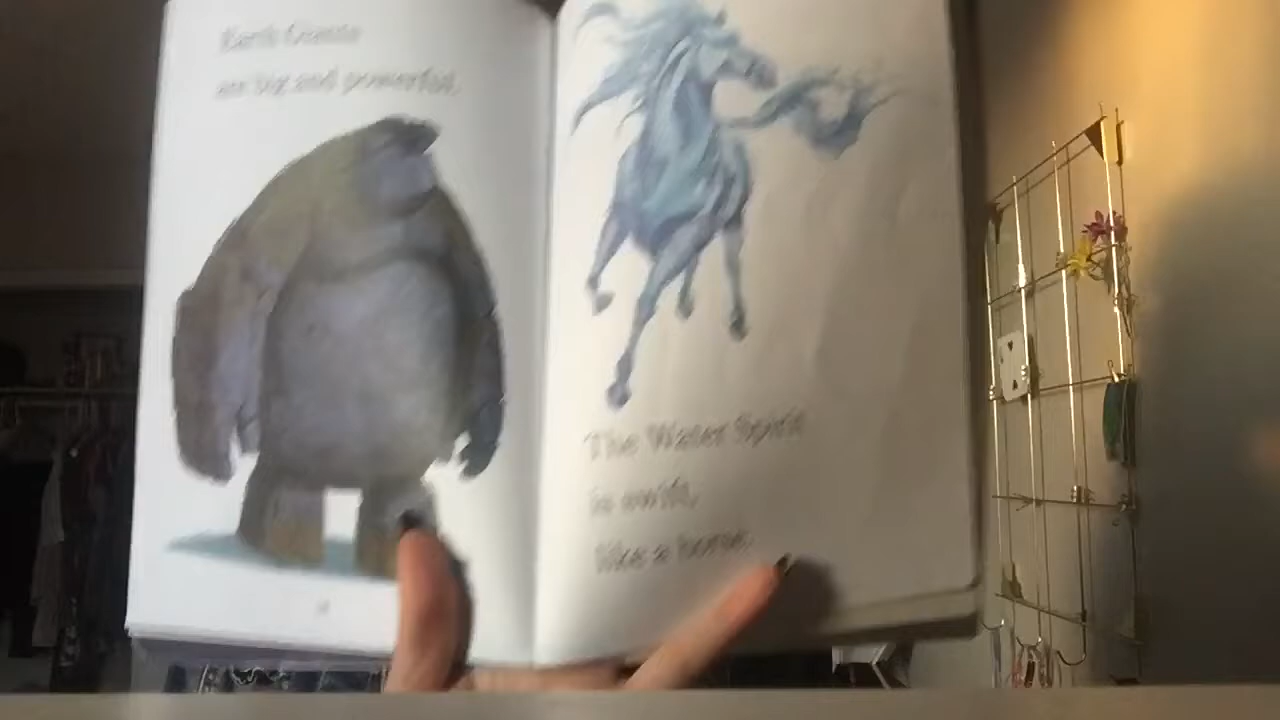 Earth Giants
are big and powerful.
The Water Spirit
is swift,
like a horse.